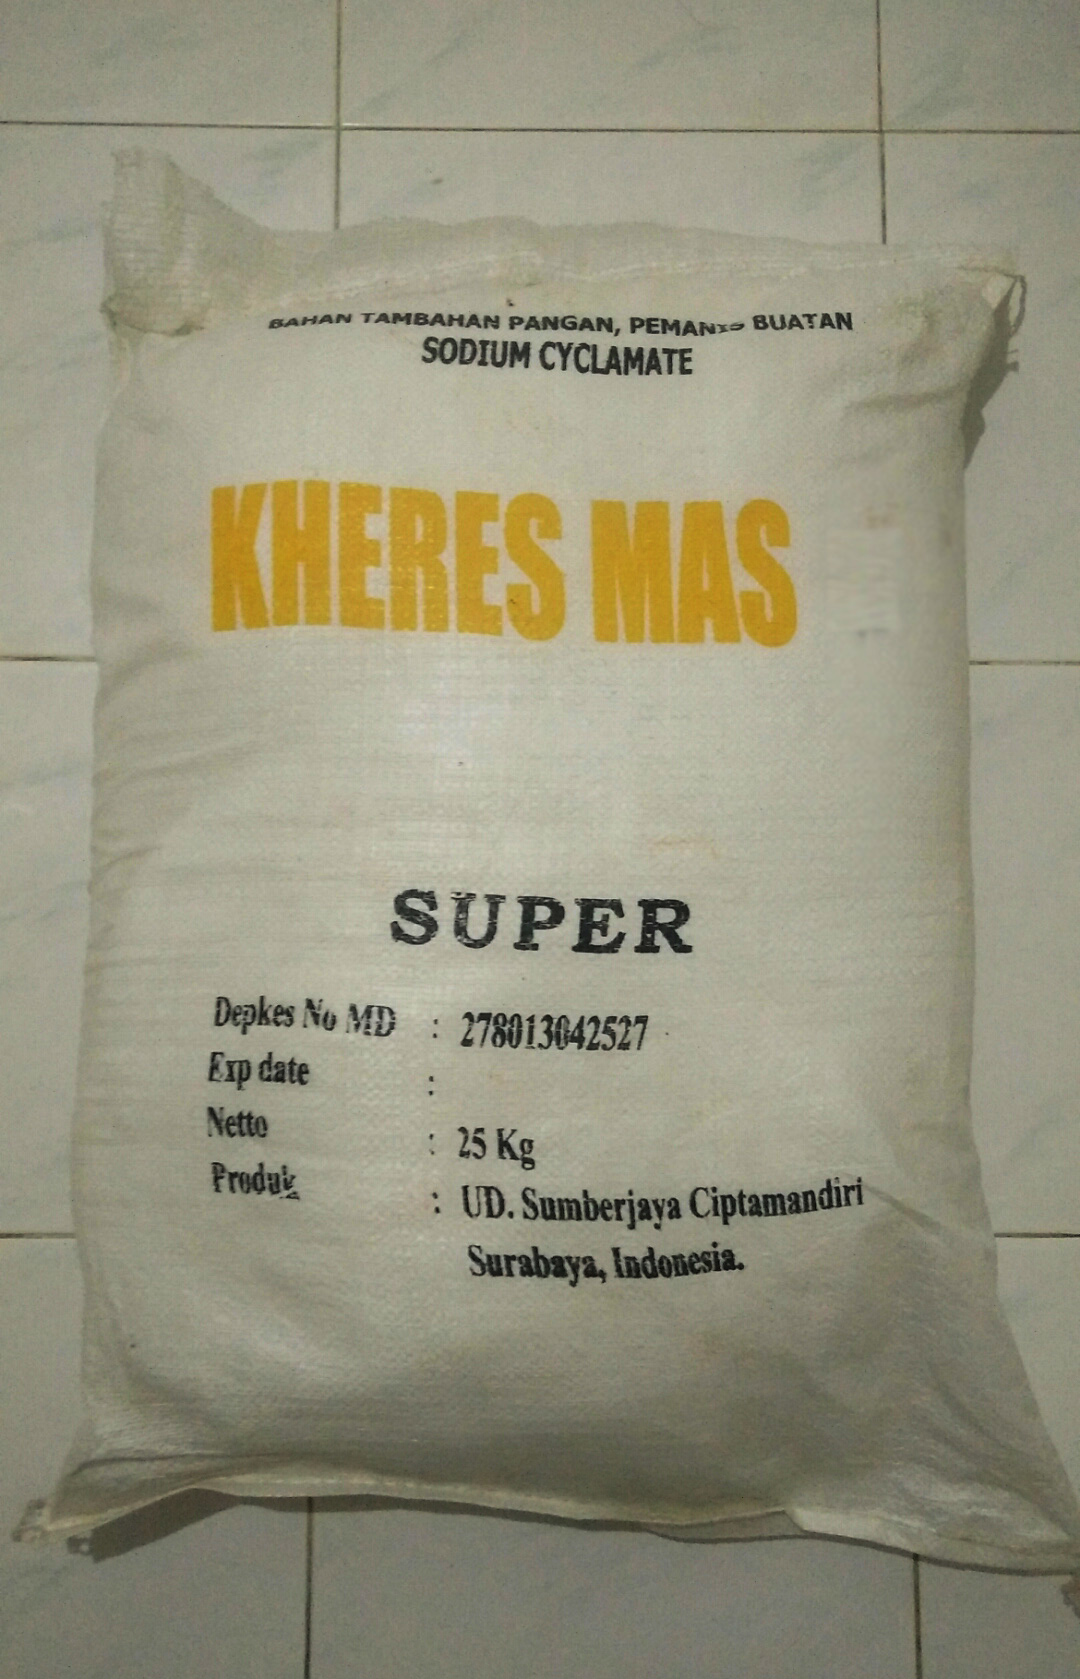 BAHAN TAMBAHAN PANGAN, PEMANIS BUATAN
SODIUM CYCLAMATE
KHERES MAS
SUPER
Depkes No MD : 278013042527
Exp date :
Netto : 25 Kg
Produk : UD. Sumberjaya Ciptamandiri
Surabaya, Indonesia.